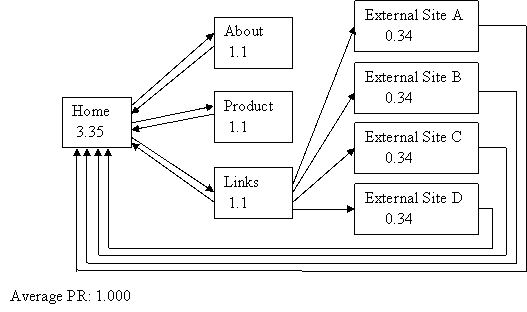 About
1.1
External Site A
0.34
External Site B
0.34
Home
3.35
Product
1.1
External Site C
0.34
Links
1.1
External Site D
0.34
Average PR: 1.000